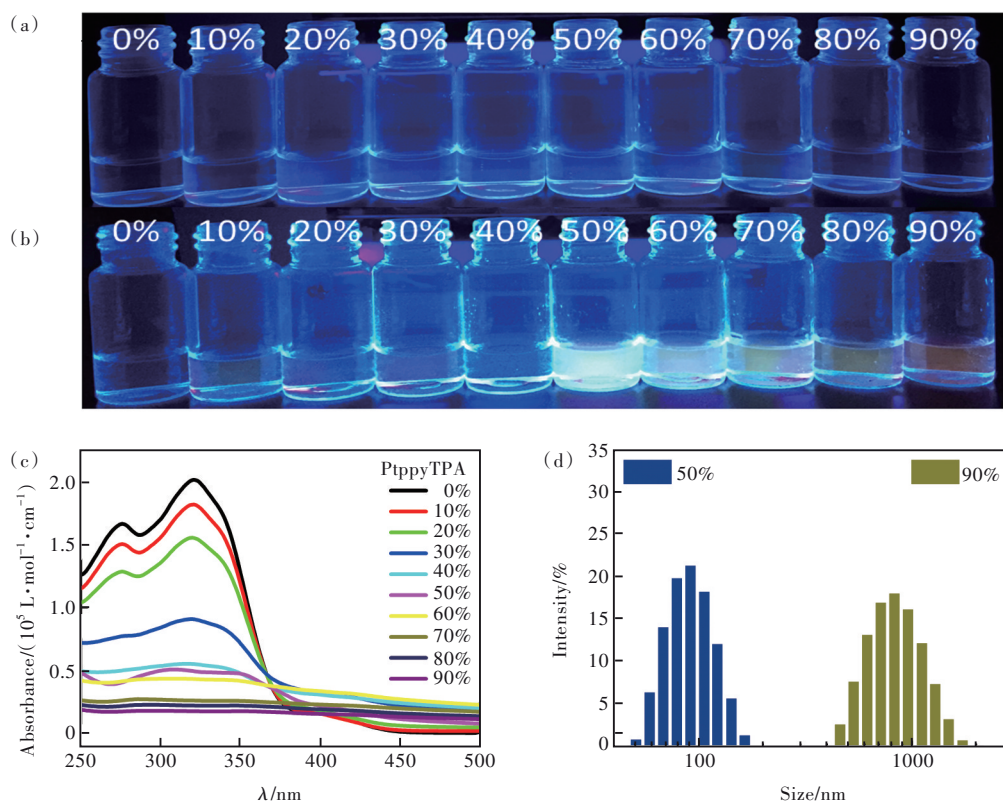 (a)
0% 10% 20% 30% 40% 50% 60% 70% 80% 90%
(b)
0% 10% 20% 30% 40% 50% 60% 70% 80% 90%
(c)
PtppyTPA
0%
10%
20%
30%
40%
50%
60%
70%
80%
90%
2.0
1.5
1.0
0.5
0
Absorbance/(10⁵ L·mol⁻¹·cm⁻¹)
250 300 350 400 450 500
λ/nm
(d)
50%
90%
35
30
25
20
15
10
5
0
Intensity/%
100 1000
Size/nm